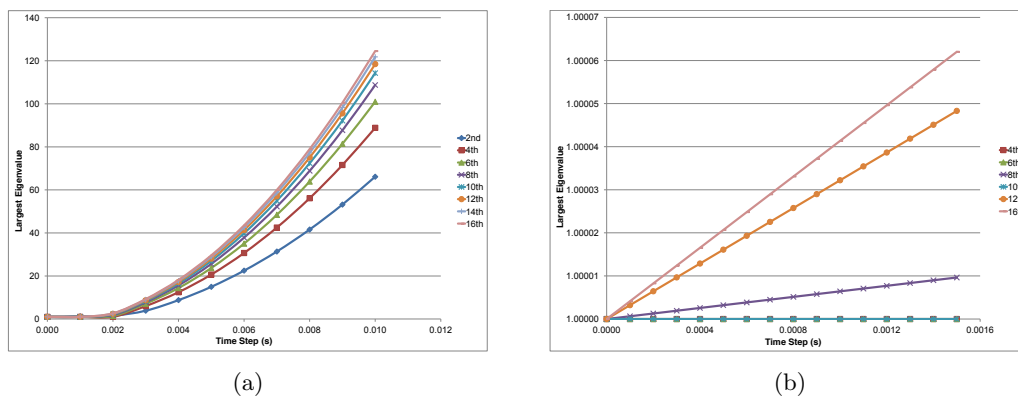 140
120
100
80
60
40
20
0
0.000
0.002
0.004
0.006
0.008
0.010
0.012
Largest Eigenvalue
Time Step (s)
2nd
4th
6th
8th
10th
12th
14th
16th
(a)
1.00007
1.00006
1.00005
1.00004
1.00003
1.00002
1.00001
1.00000
0.0000
0.0004
0.0008
0.0012
0.0016
Largest Eigenvalue
Time Step (s)
4th
6th
8th
10
12
16
(b)